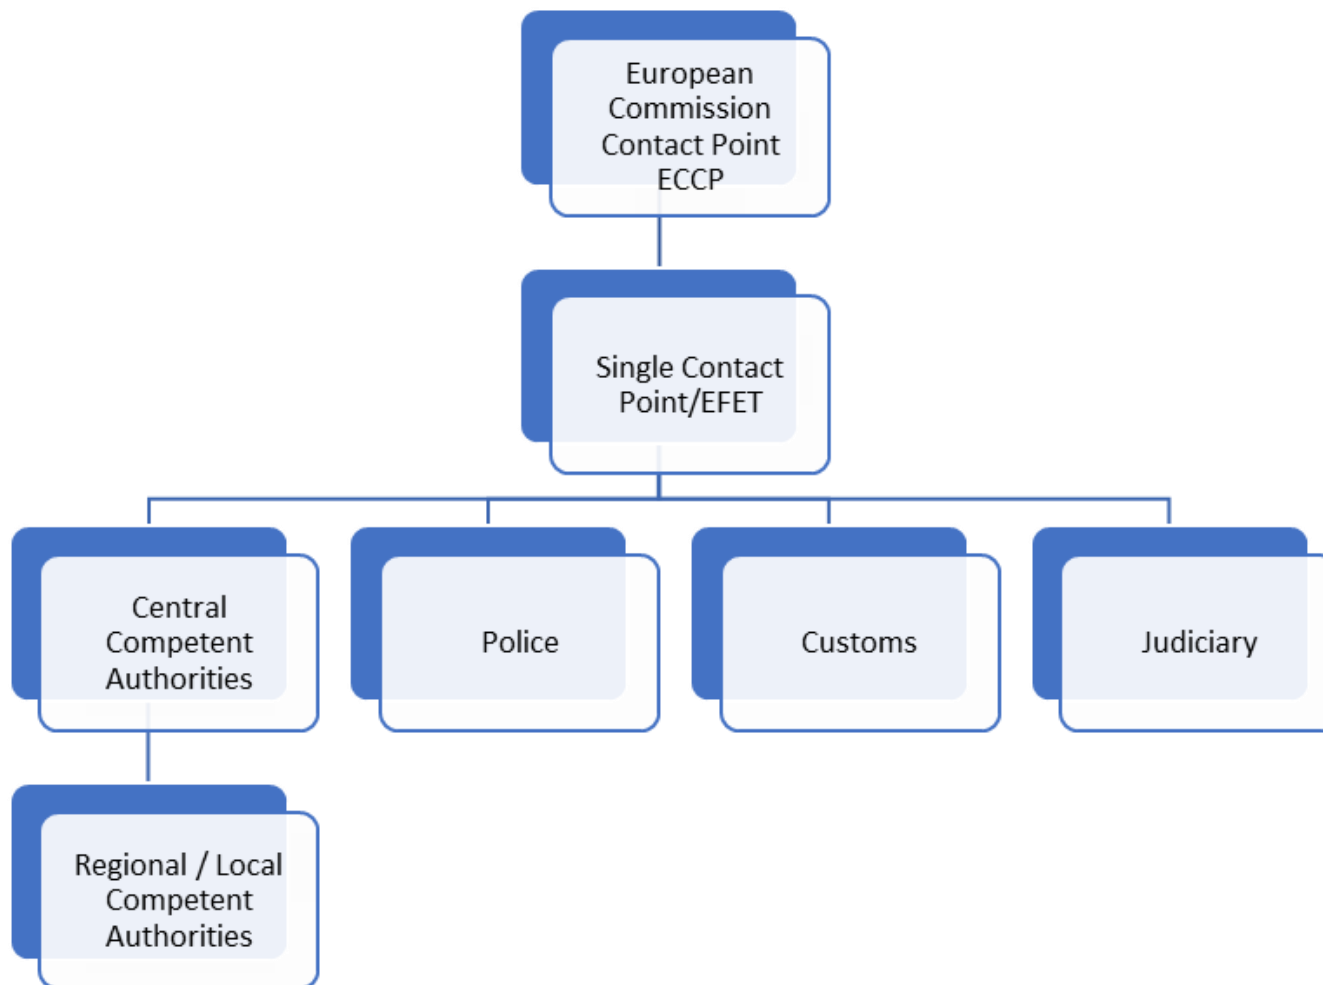 European
Commission
Contact Point
ECCP
Single Contact
Point/EFET
Central
Competent
Authorities
Police
Customs
Judiciary
Regional / Local
Competent
Authorities